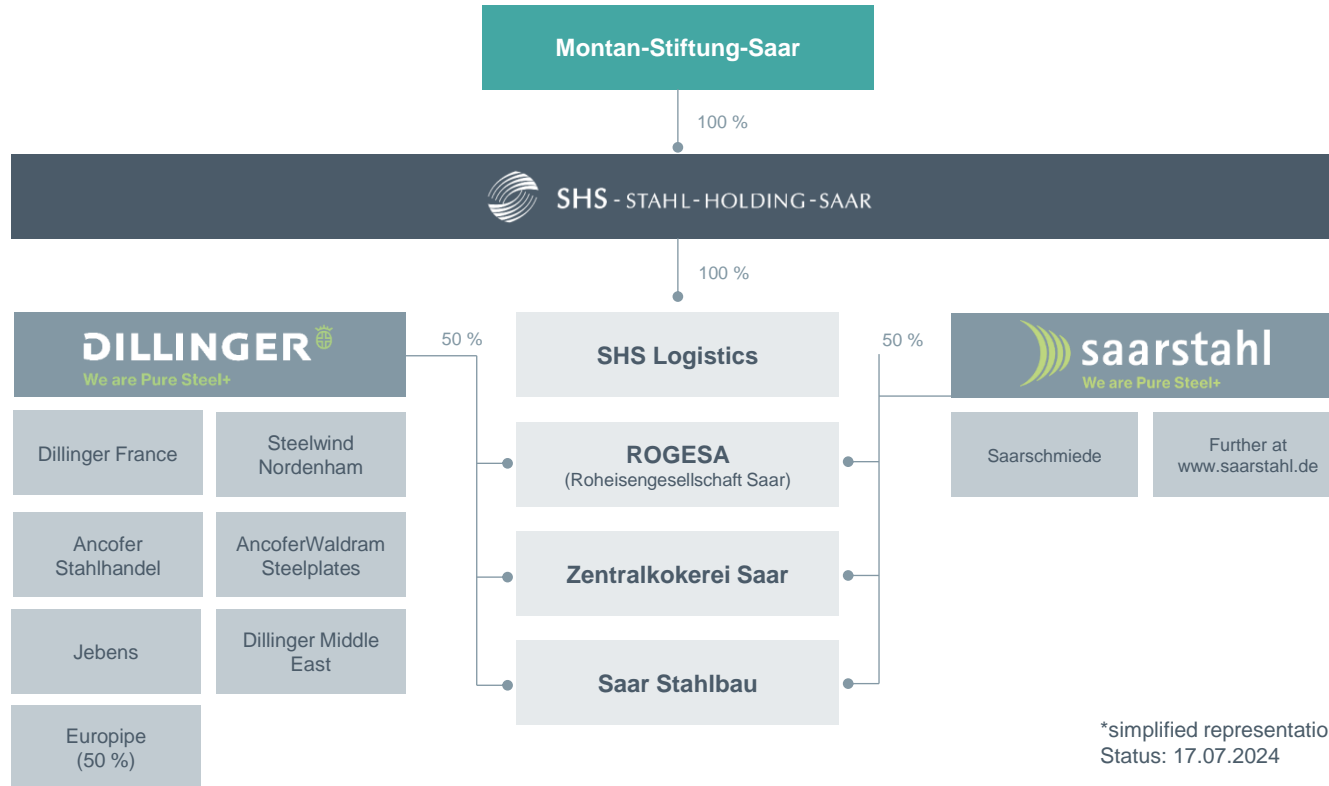 Montan-Stiftung-Saar
100 %
SHS - STAHL-HOLDING-SAAR
100 %
DILLINGER
We are Pure Steel+
50 %
SHS Logistics
50 %
saarstahl
We are Pure Steel+
Dillinger France
Steelwind
Nordenham
ROGESA
(Roheisengesellschaft Saar)
Saarschmiede
Further at
www.saarstahl.de
Ancofer
Stahlhandel
AncoferWaldram
Steelplates
Zentralkokerei Saar
Jebens
Dillinger Middle
East
Saar Stahlbau
Europipe
(50 %)
*simplified representatio
Status: 17.07.2024